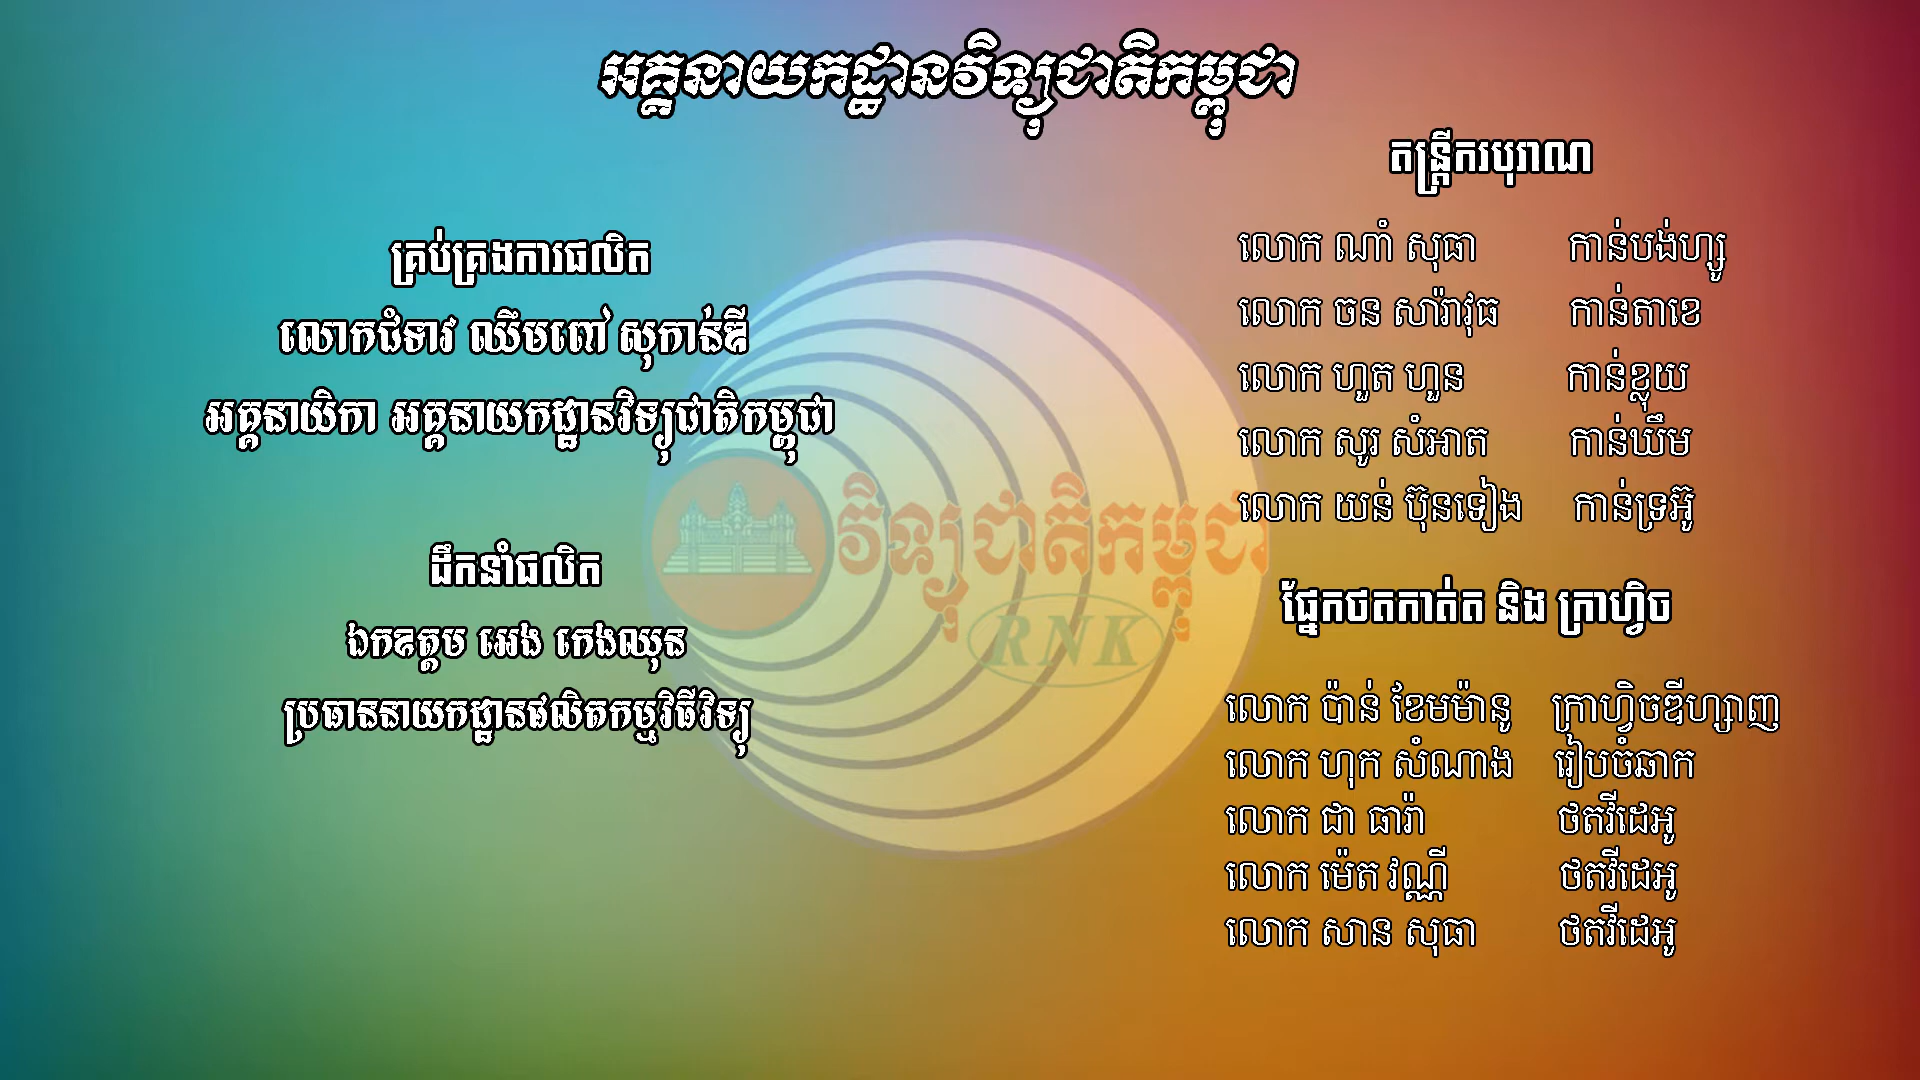 អគ្គនាយកដ្ឋានវិទ្យុជាតិកម្ពុជា
គ្រប់គ្រងការផលិត
លោកជំទាវ ឈឹមពៅ សុកាន់ឌី
អគ្គនាយិកា អគ្គនាយកដ្ឋានវិទ្យុជាតិកម្ពុជា
ដឹកនាំផលិត
ឯកឧត្តម អេង កេងឈុន
ប្រធាននាយកដ្ឋានផលិតកម្មវិធីវិទ្យុ
តន្ត្រីករបុរាណ
លោក ណាំ សុធា កាន់បង់ហ្សូ
លោក ចន សារ៉ាវុធ កាន់តាខេ
លោក ហួត ហួន កាន់ខ្លុយ
លោក សូរ សំអាត កាន់ឃឹម
លោក យន់ ប៊ុនទៀង កាន់ទ្រអ៊ូ
ផ្នែកថតកាត់ត និង ក្រាហ្វិច
លោក ប៉ាន់ ខែមម៉ានូ ក្រាហ្វិចឌីហ្សាញ
លោក ហុក សំណាង រៀបចំឆាក
លោក ជា ធារ៉ា ថតវីដេអូ
លោក ម៉េត វណ្ណី ថតវីដេអូ
លោក សាន សុធា ថតវីដេអូ
វិទ្យុជាតិកម្ពុជា
RNK